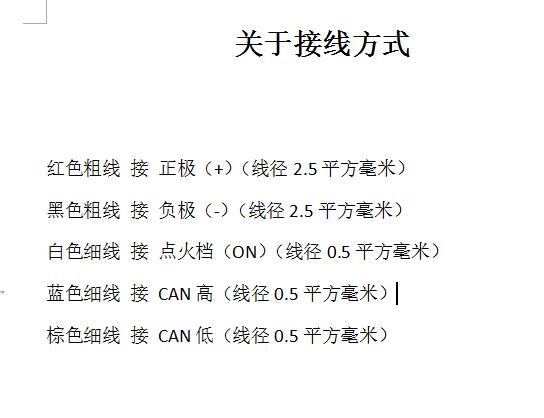 关于接线方式
红色粗线 接 正极（+）（线径 2.5 平方毫米）
黑色粗线 接 负极（-）（线径 2.5 平方毫米）
白色细线 接 点火档（ON）（线径 0.5 平方毫米）
蓝色细线 接 CAN 高（线径 0.5 平方毫米）
棕色细线 接 CAN 低（线径 0.5 平方毫米）